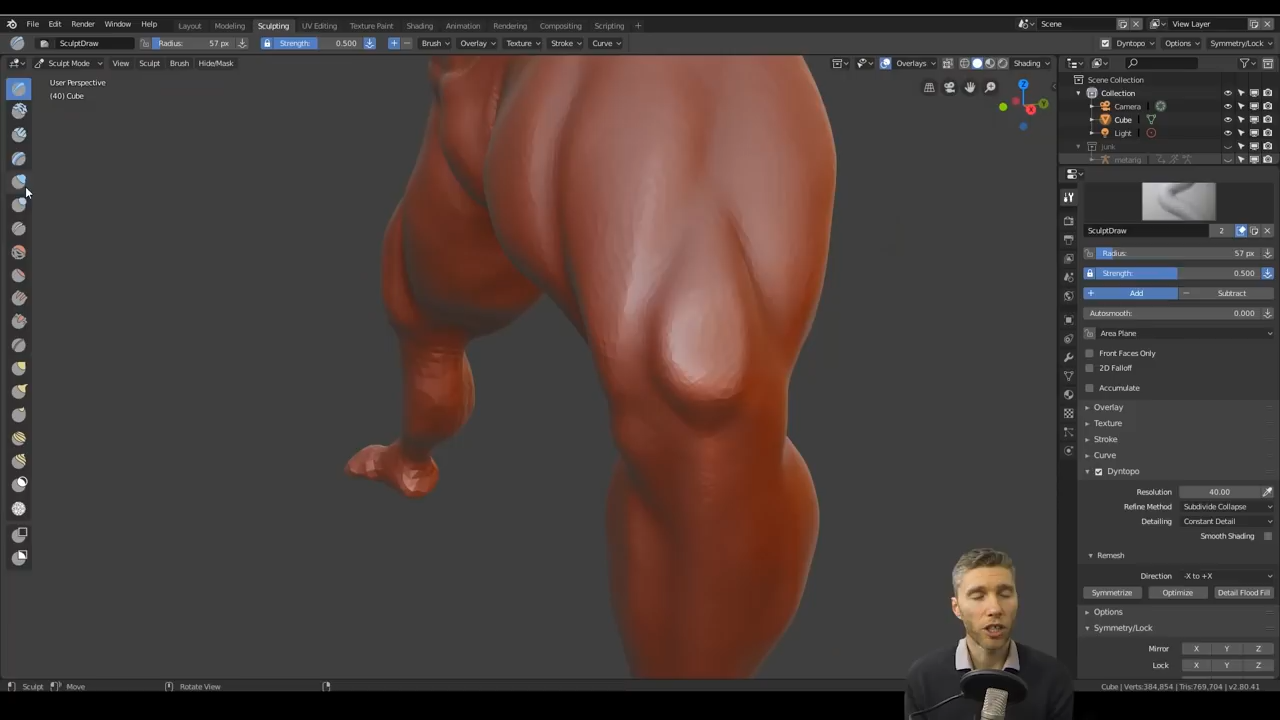 File Edit Render Window Help Layout Modeling Sculpting UV Editing Texture Paint Shading Animation Rendering Compositing Scripting + Scene View Layer
SculptDraw Radius: 57 px Strength: 0.500 Brush Overlay Texture Stroke Curve Dyntopo Options Symmetry/Lock
Sculpt Mode View Sculpt Brush Hide/Mask Overlays Shading
User Perspective
(40) Cube
Scene Collection
Collection
Camera
Cube
Light
junk
metarig
SculptDraw 2
Radius: 57 px
Strength: 0.500
+ Add − Subtract
Autosmooth: 0.000
Area Plane
Front Faces Only
2D Falloff
Accumulate
Overlay
Texture
Stroke
Curve
Dyntopo
Resolution 40.00
Refine Method Subdivide Collapse
Detailing Constant Detail
Smooth Shading
Remesh
Direction -X to +X
Symmetrize Optimize Detail Flood Fill
Options
Symmetry/Lock
Mirror X Y Z
Lock X Y Z
Sculpt Move Rotate View Cube | Verts:384,854 | Tris:769,704 | v2.80.41